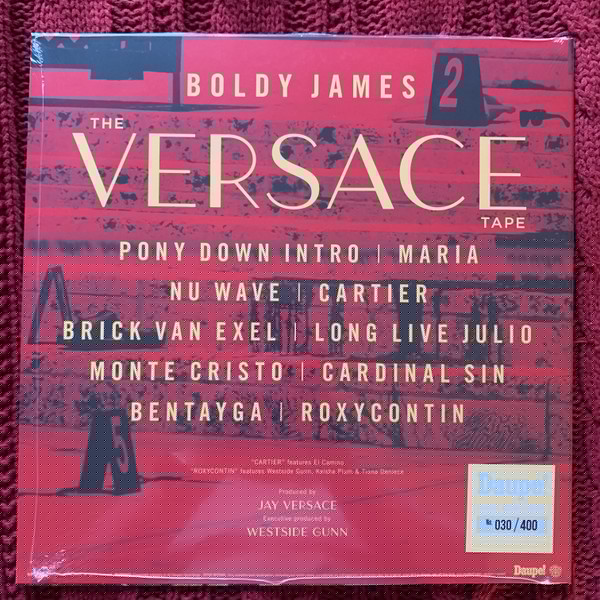 BOLDY JAMES
2
THE
VERSACE
TAPE
PONY DOWN INTRO | MARIA
NU WAVE | CARTIER
BRICK VAN EXEL | LONG LIVE JULIO
MONTE CRISTO | CARDINAL SIN
BENTAYGA | ROXYCONTIN
5
"CARTIER" features El Camino
"ROXYCONTIN" features Westside Gunn, Keisha Plum & Tiona Deniece
Produced by
JAY VERSACE
Executive produced by
WESTSIDE GUNN
Daupe!
No. 030 / 400
Daupe!